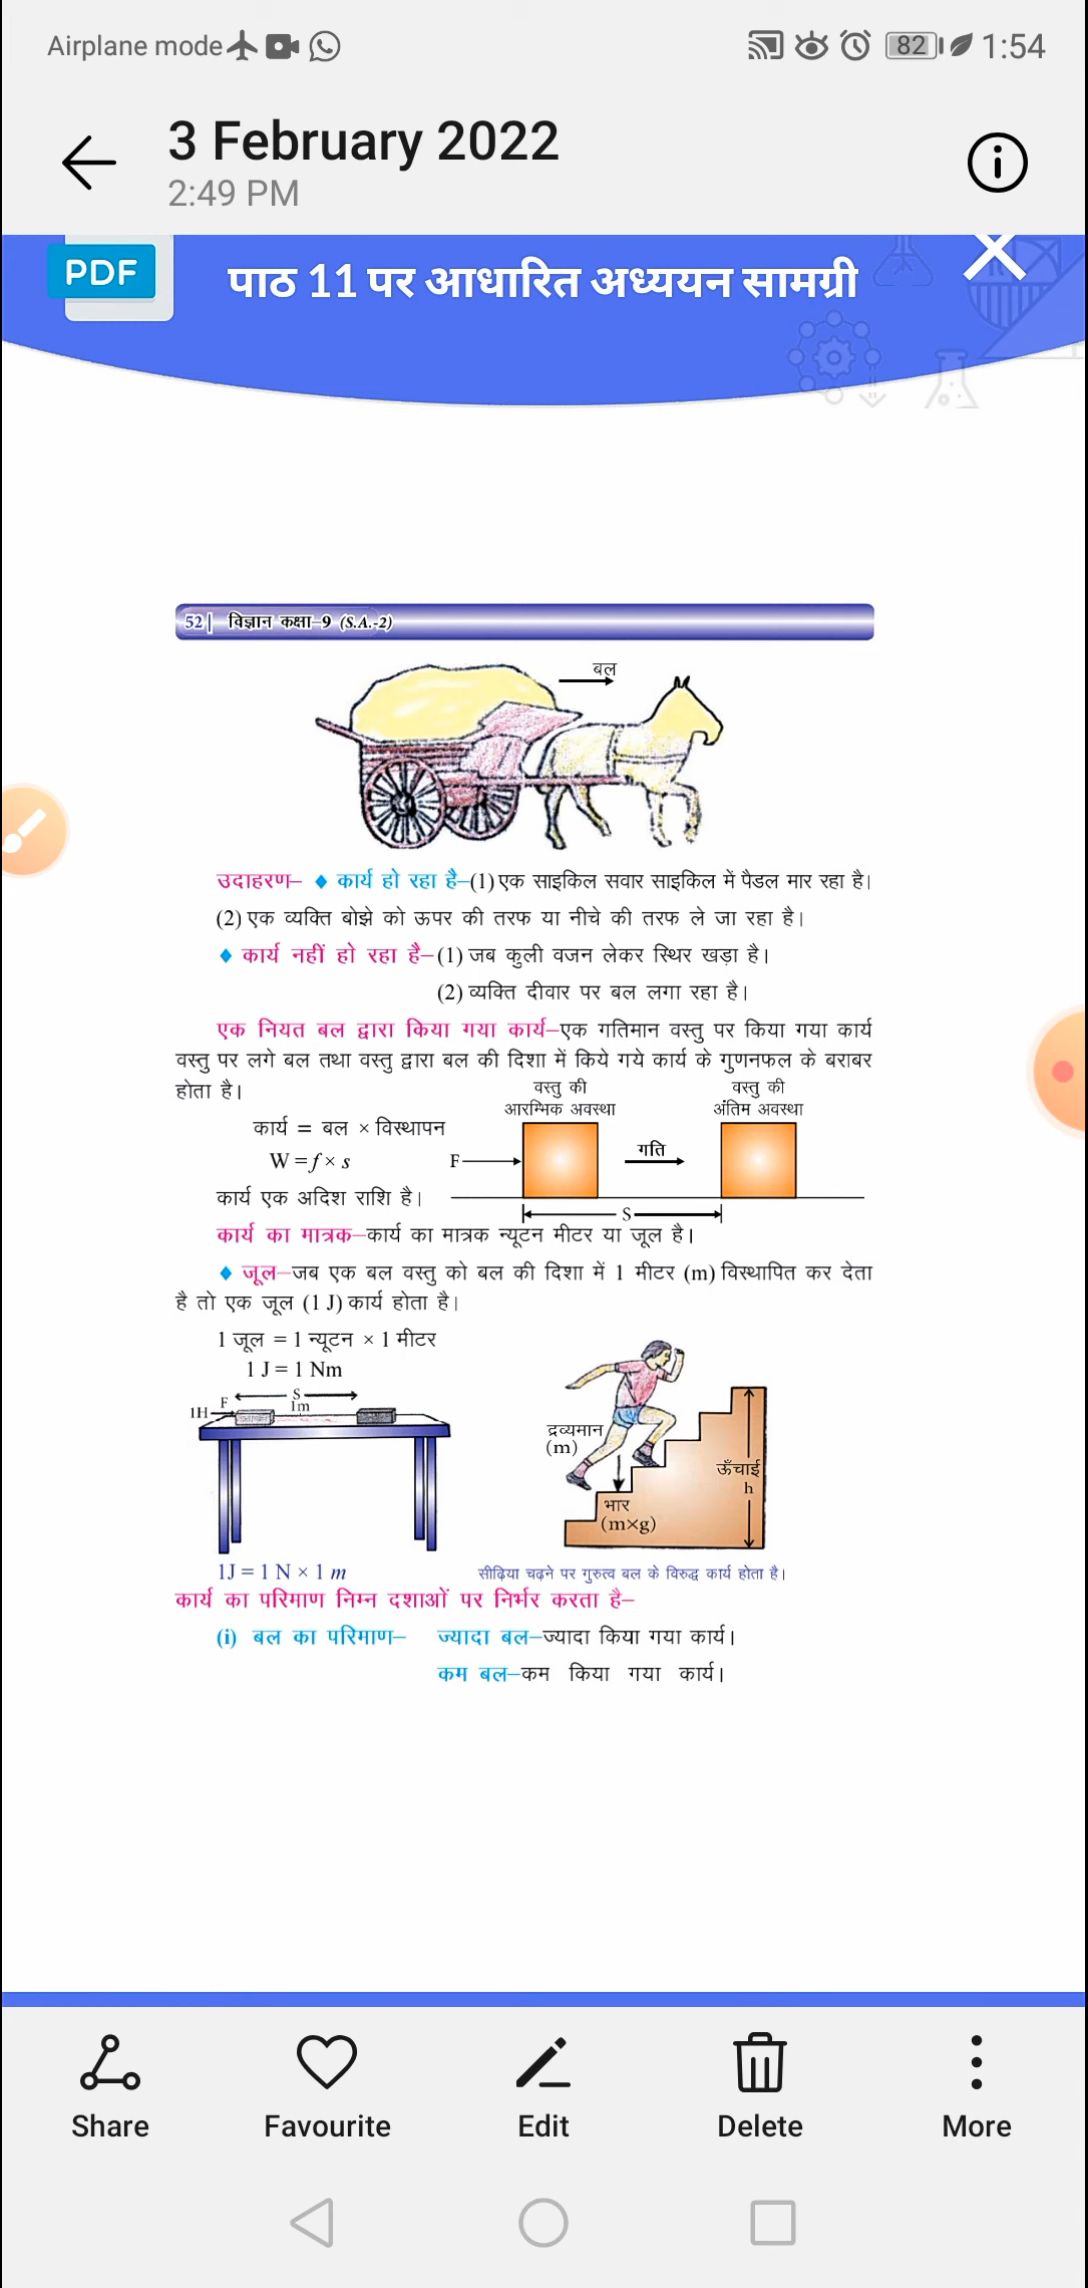 Airplane mode 82 1:54
3 February 2022
2:49 PM
PDF पाठ 11 पर आधारित अध्ययन सामग्री
52| विज्ञान कक्षा–9 (S.A.-2)
बल
उदाहरण– ♦ कार्य हो रहा है–(1) एक साइकिल सवार साइकिल में पैडल मार रहा है।
(2) एक व्यक्ति बोझे को ऊपर की तरफ या नीचे की तरफ ले जा रहा है।
♦ कार्य नहीं हो रहा है–(1) जब कुली वजन लेकर स्थिर खड़ा है।
(2) व्यक्ति दीवार पर बल लगा रहा है।
एक नियत बल द्वारा किया गया कार्य–एक गतिमान वस्तु पर किया गया कार्य
वस्तु पर लगे बल तथा वस्तु द्वारा बल की दिशा में किये गये कार्य के गुणनफल के बराबर
होता है।
वस्तु की
आरम्भिक अवस्था
वस्तु की
अंतिम अवस्था
कार्य = बल × विस्थापन
W = f × s
F
गति
कार्य एक अदिश राशि है।
S
कार्य का मात्रक–कार्य का मात्रक न्यूटन मीटर या जूल है।
♦ जूल–जब एक बल वस्तु को बल की दिशा में 1 मीटर (m) विस्थापित कर देता
है तो एक जूल (1 J) कार्य होता है।
1 जूल = 1 न्यूटन × 1 मीटर
1 J = 1 Nm
S
F
1m
1H
द्रव्यमान
(m)
ऊँचाई
h
भार
(m×g)
1J = 1 N × 1 m
सीढ़िया चढ़ने पर गुरुत्व बल के विरुद्ध कार्य होता है।
कार्य का परिमाण निम्न दशाओं पर निर्भर करता है–
(i) बल का परिमाण– ज्यादा बल–ज्यादा किया गया कार्य।
कम बल–कम किया गया कार्य।
Share Favourite Edit Delete More